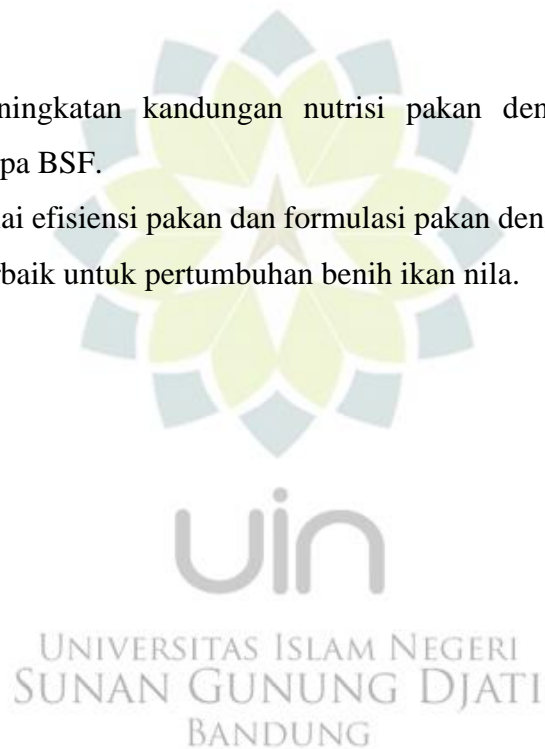 ningkatan kandungan nutrisi pakan den
pa BSF.
ai efisiensi pakan dan formulasi pakan den
rbaik untuk pertumbuhan benih ikan nila.
uin
UNIVERSITAS ISLAM NEGERI
SUNAN GUNUNG DJATI
BANDUNG